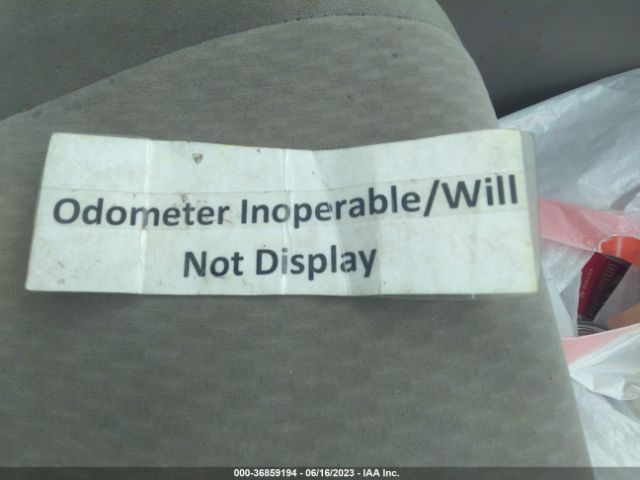 Odometer Inoperable/Will
Not Display
000-36859194 - 06/16/2023 - IAA Inc.